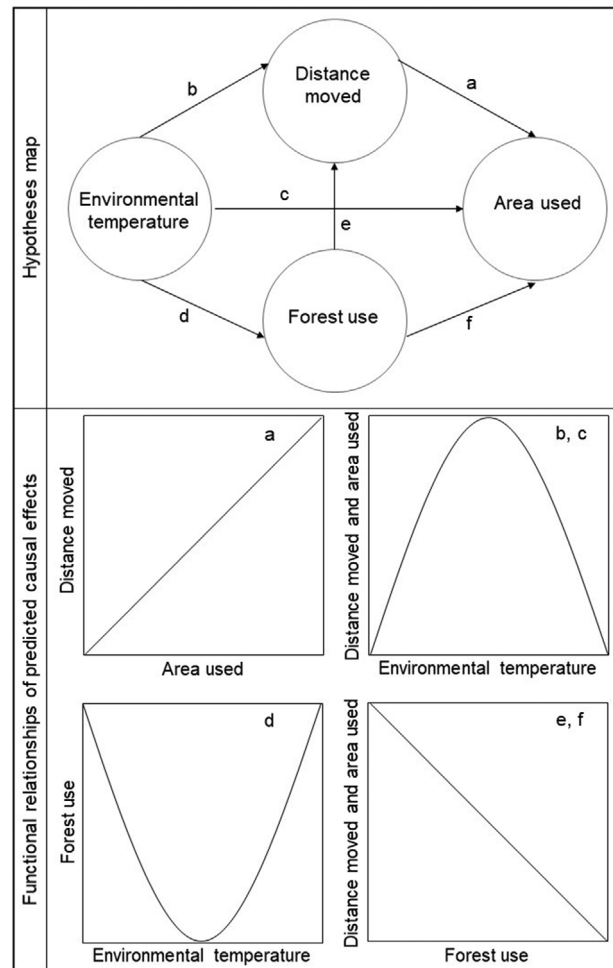 Hypotheses map
Distance
moved
b
a
Environmental
temperature
c
Area used
e
d
Forest use
f
Functional relationships of predicted causal effects
a
Distance moved
Area used
b, c
Distance moved and area used
Environmental temperature
d
Forest use
Environmental temperature
e, f
Distance moved and area used
Forest use